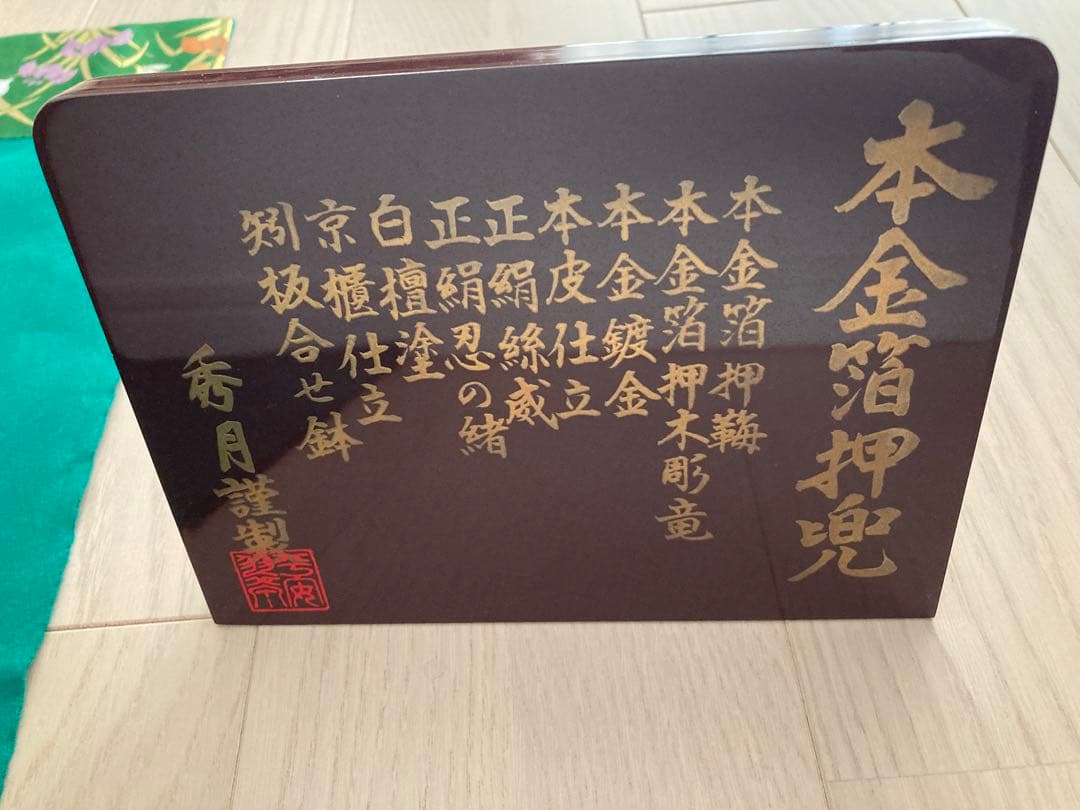 本金箔押兜
本金箔押𩋙
本金箔押木彫竜
本金鍍金
本皮仕立
正絹絲威
正絹忍の緒
白檀塗
京櫃仕立
矧板合せ鉢
秀月謹製